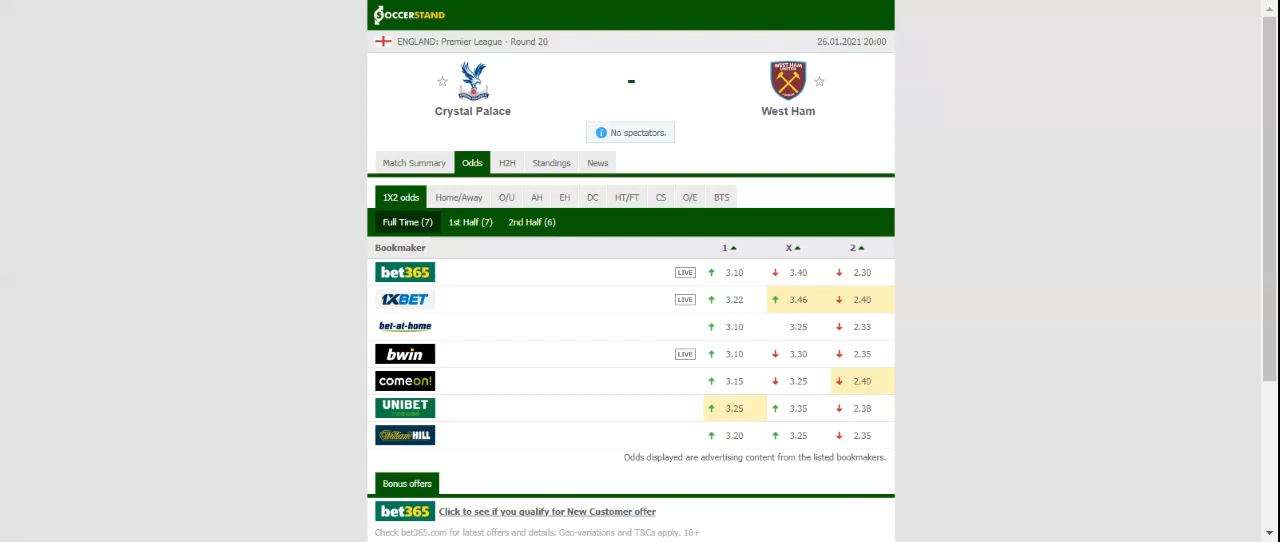 SOCCERSTAND
ENGLAND: Premier League - Round 20 26.01.2021 20:00
-
WEST HAM UNITED
Crystal Palace West Ham
No spectators.
Match Summary Odds H2H Standings News
1X2 odds Home/Away O/U AH EH DC HT/FT CS O/E BTS
Full Time (7) 1st Half (7) 2nd Half (6)
Bookmaker 1 X 2
bet365 LIVE 3.10 3.40 2.30
1XBET LIVE 3.22 3.46 2.40
bet-at-home 3.10 3.25 2.33
bwin LIVE 3.10 3.30 2.35
comeon! 3.15 3.25 2.40
UNIBET 3.25 3.35 2.38
William HILL 3.20 3.25 2.35
Odds displayed are advertising content from the listed bookmakers.
Bonus offers
bet365 Click to see if you qualify for New Customer offer
Check bet365.com for latest offers and details. Geo-variations and T&Cs apply. 18+